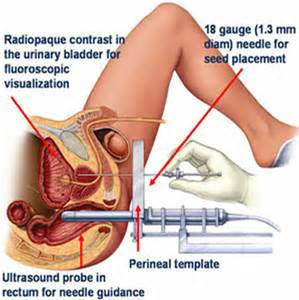 Radiopaque contrast in
the urinary bladder for
fluoroscopic
visualization
18 gauge (1.3 mm
diam) needle for
seed placement
Ultrasound probe in
rectum for needle guidance
Perineal template